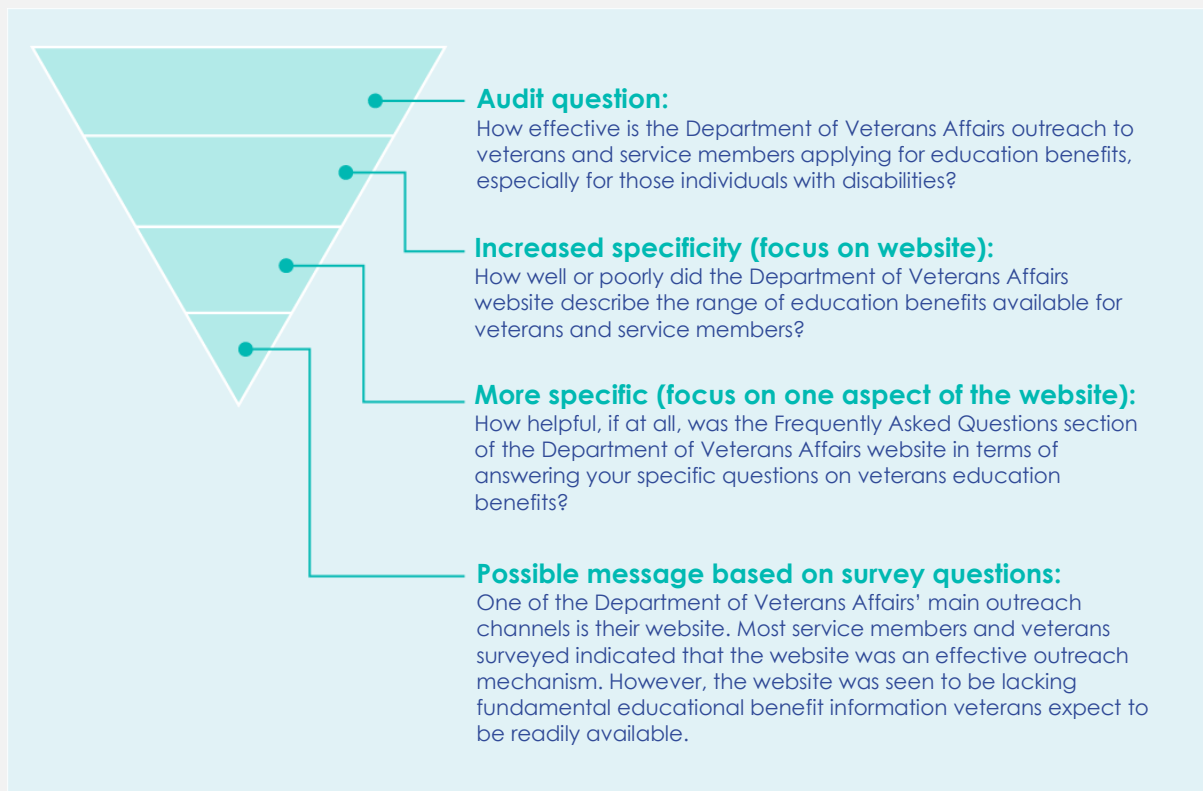 Audit question:
How effective is the Department of Veterans Affairs outreach to
veterans and service members applying for education benefits,
especially for those individuals with disabilities?
Increased specificity (focus on website):
How well or poorly did the Department of Veterans Affairs
website describe the range of education benefits available for
veterans and service members?
More specific (focus on one aspect of the website):
How helpful, if at all, was the Frequently Asked Questions section
of the Department of Veterans Affairs website in terms of
answering your specific questions on veterans education
benefits?
Possible message based on survey questions:
One of the Department of Veterans Affairs’ main outreach
channels is their website. Most service members and veterans
surveyed indicated that the website was an effective outreach
mechanism. However, the website was seen to be lacking
fundamental educational benefit information veterans expect to
be readily available.